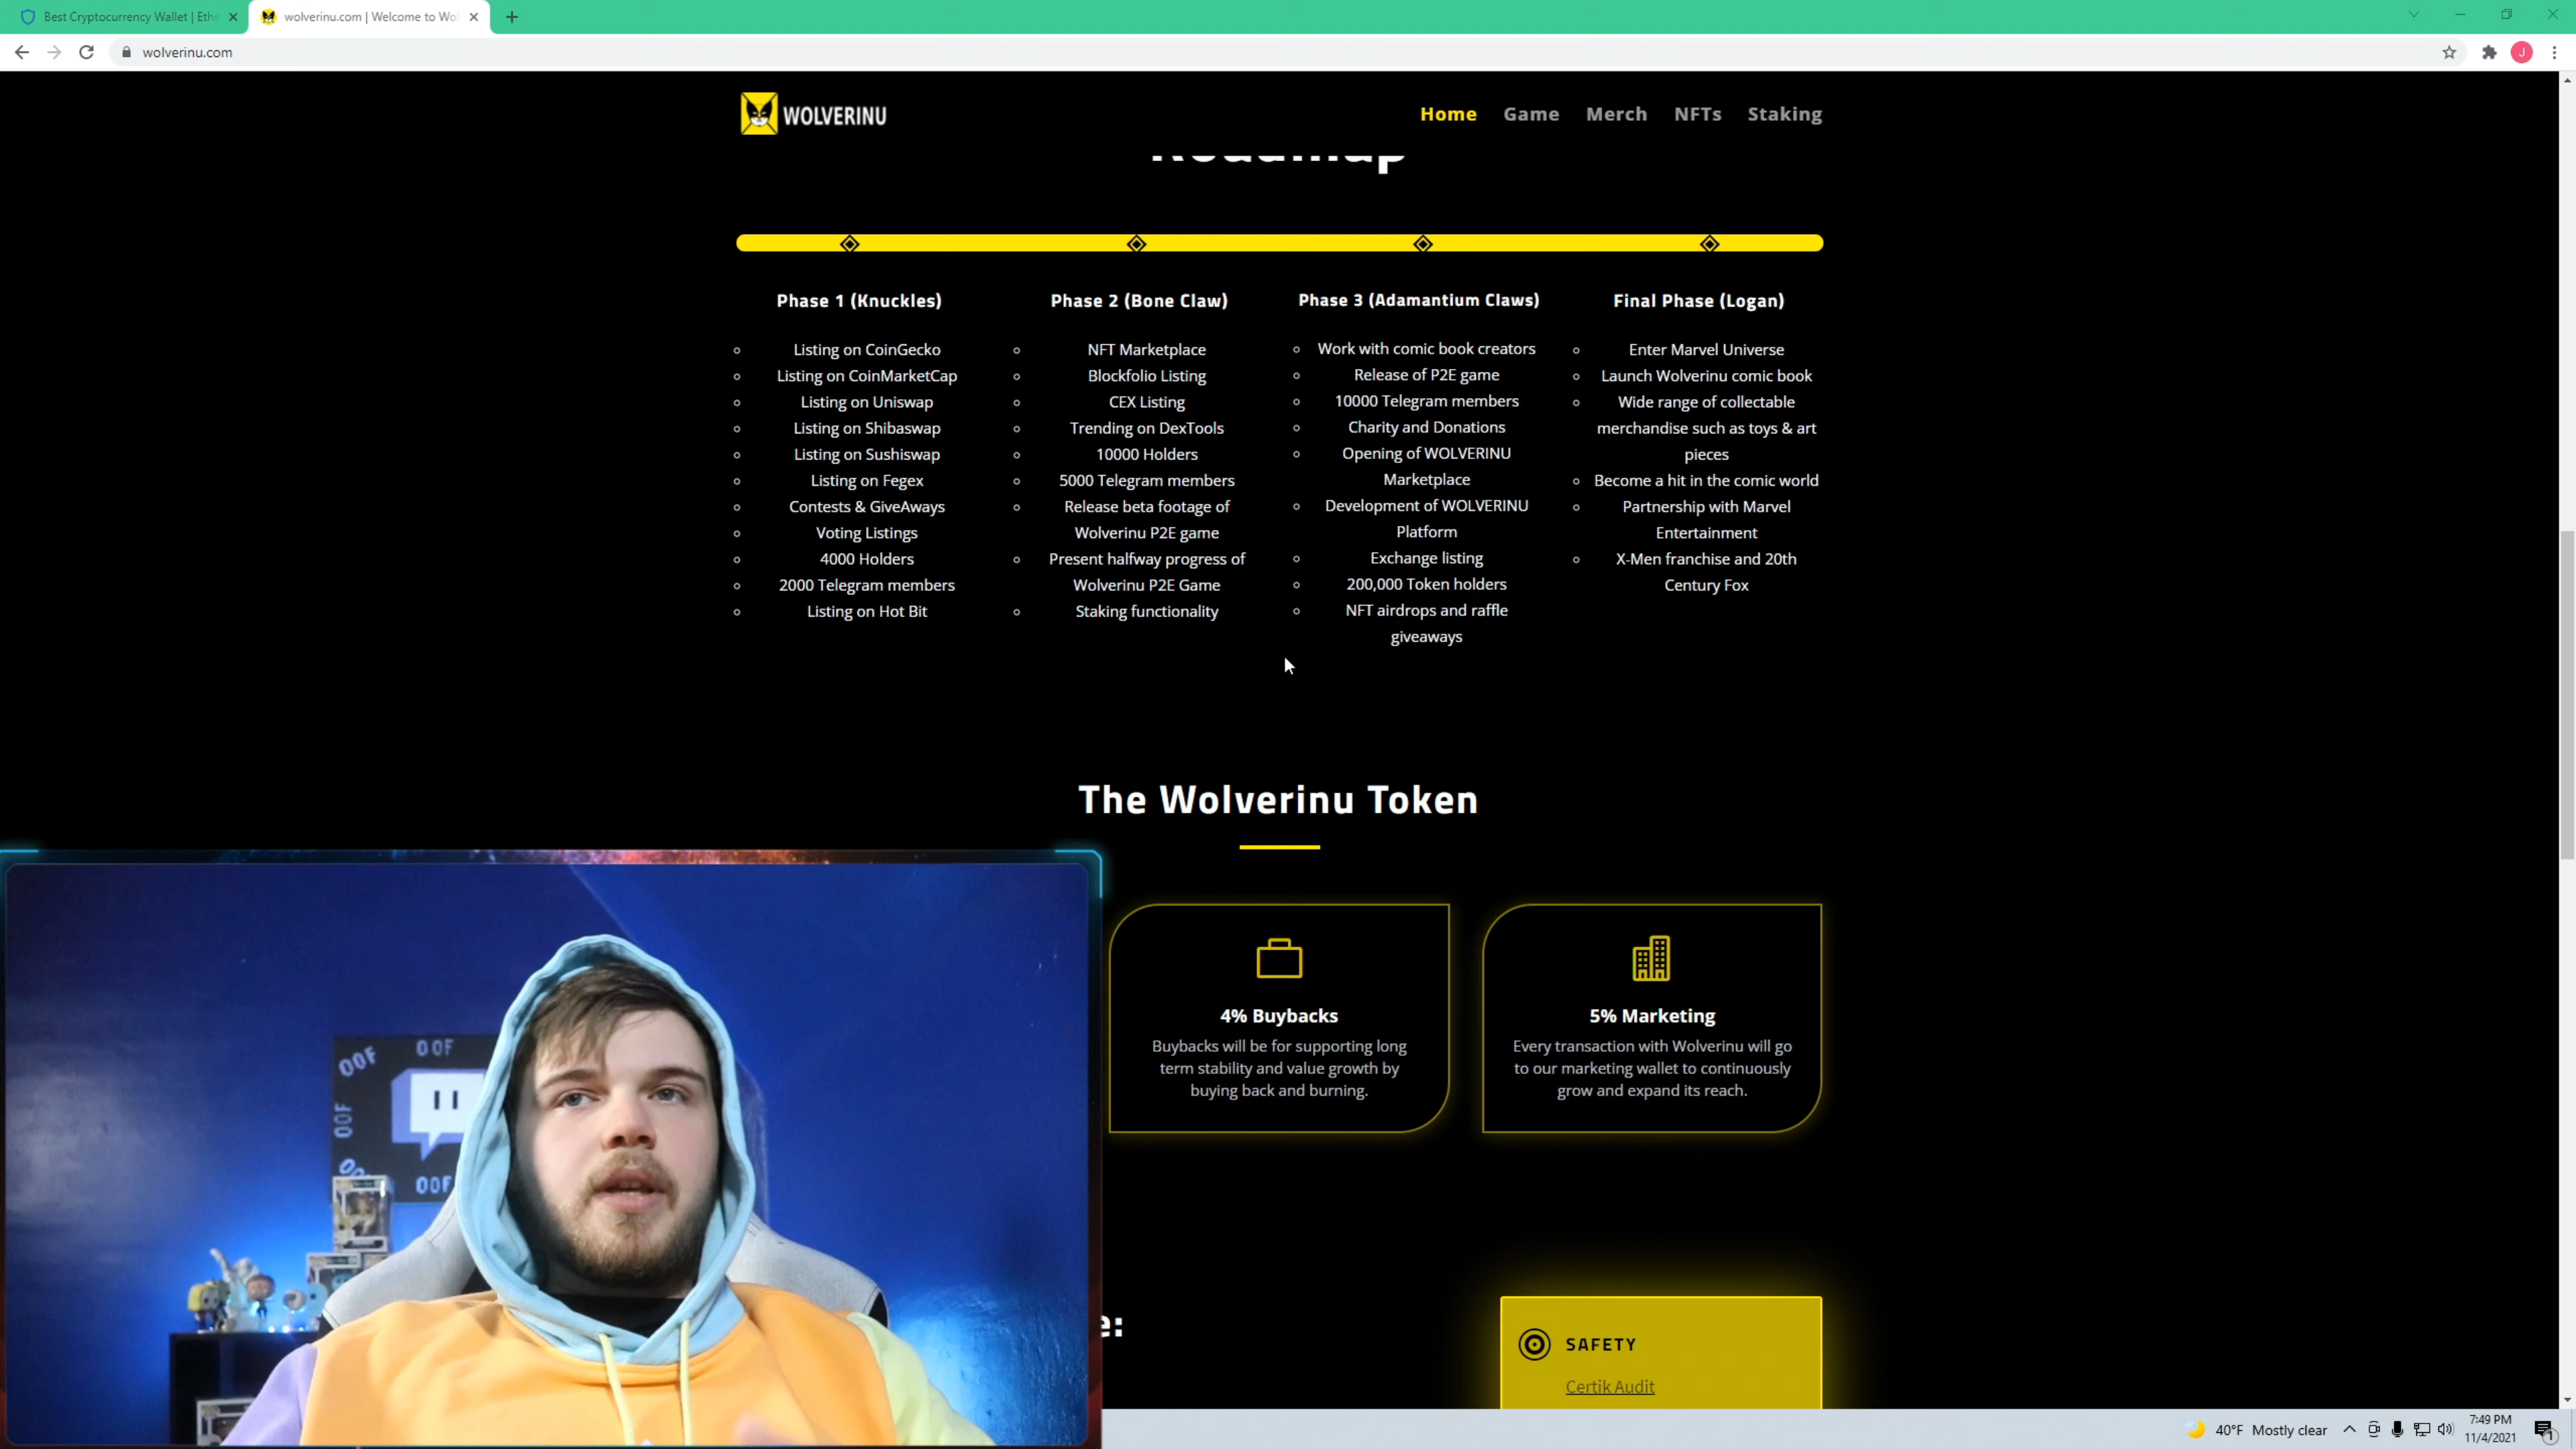 Best Cryptocurrency Wallet | Ethe
wolverinu.com | Welcome to Wol
wolverinu.com
J
WOLVERINU
Home Game Merch NFTs Staking
Roadmap
Phase 1 (Knuckles)
Listing on CoinGecko
Listing on CoinMarketCap
Listing on Uniswap
Listing on Shibaswap
Listing on Sushiswap
Listing on Fegex
Contests & GiveAways
Voting Listings
4000 Holders
2000 Telegram members
Listing on Hot Bit
Phase 2 (Bone Claw)
NFT Marketplace
Blockfolio Listing
CEX Listing
Trending on DexTools
10000 Holders
5000 Telegram members
Release beta footage of
Wolverinu P2E game
Present halfway progress of
Wolverinu P2E Game
Staking functionality
Phase 3 (Adamantium Claws)
Work with comic book creators
Release of P2E game
10000 Telegram members
Charity and Donations
Opening of WOLVERINU
Marketplace
Development of WOLVERINU
Platform
Exchange listing
200,000 Token holders
NFT airdrops and raffle
giveaways
Final Phase (Logan)
Enter Marvel Universe
Launch Wolverinu comic book
Wide range of collectable
merchandise such as toys & art
pieces
Become a hit in the comic world
Partnership with Marvel
Entertainment
X-Men franchise and 20th
Century Fox
The Wolverinu Token
4% Buybacks
Buybacks will be for supporting long
term stability and value growth by
buying back and burning.
5% Marketing
Every transaction with Wolverinu will go
to our marketing wallet to continuously
grow and expand its reach.
OOF
OOF
OOF
OOF
e:
SAFETY
Certik Audit
40°F Mostly clear
7:49 PM
11/4/2021
1